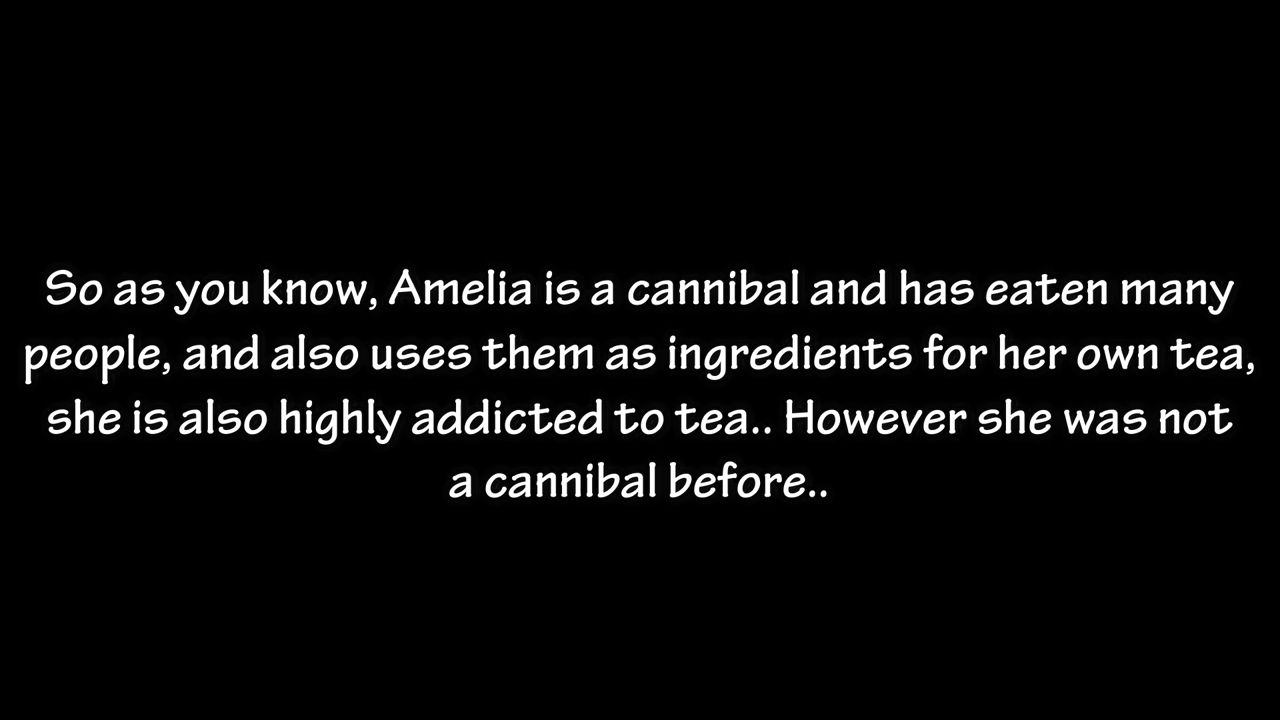 So as you know, Amelia is a cannibal and has eaten many
people, and also uses them as ingredients for her own tea,
she is also highly addicted to tea.. However she was not
a cannibal before..